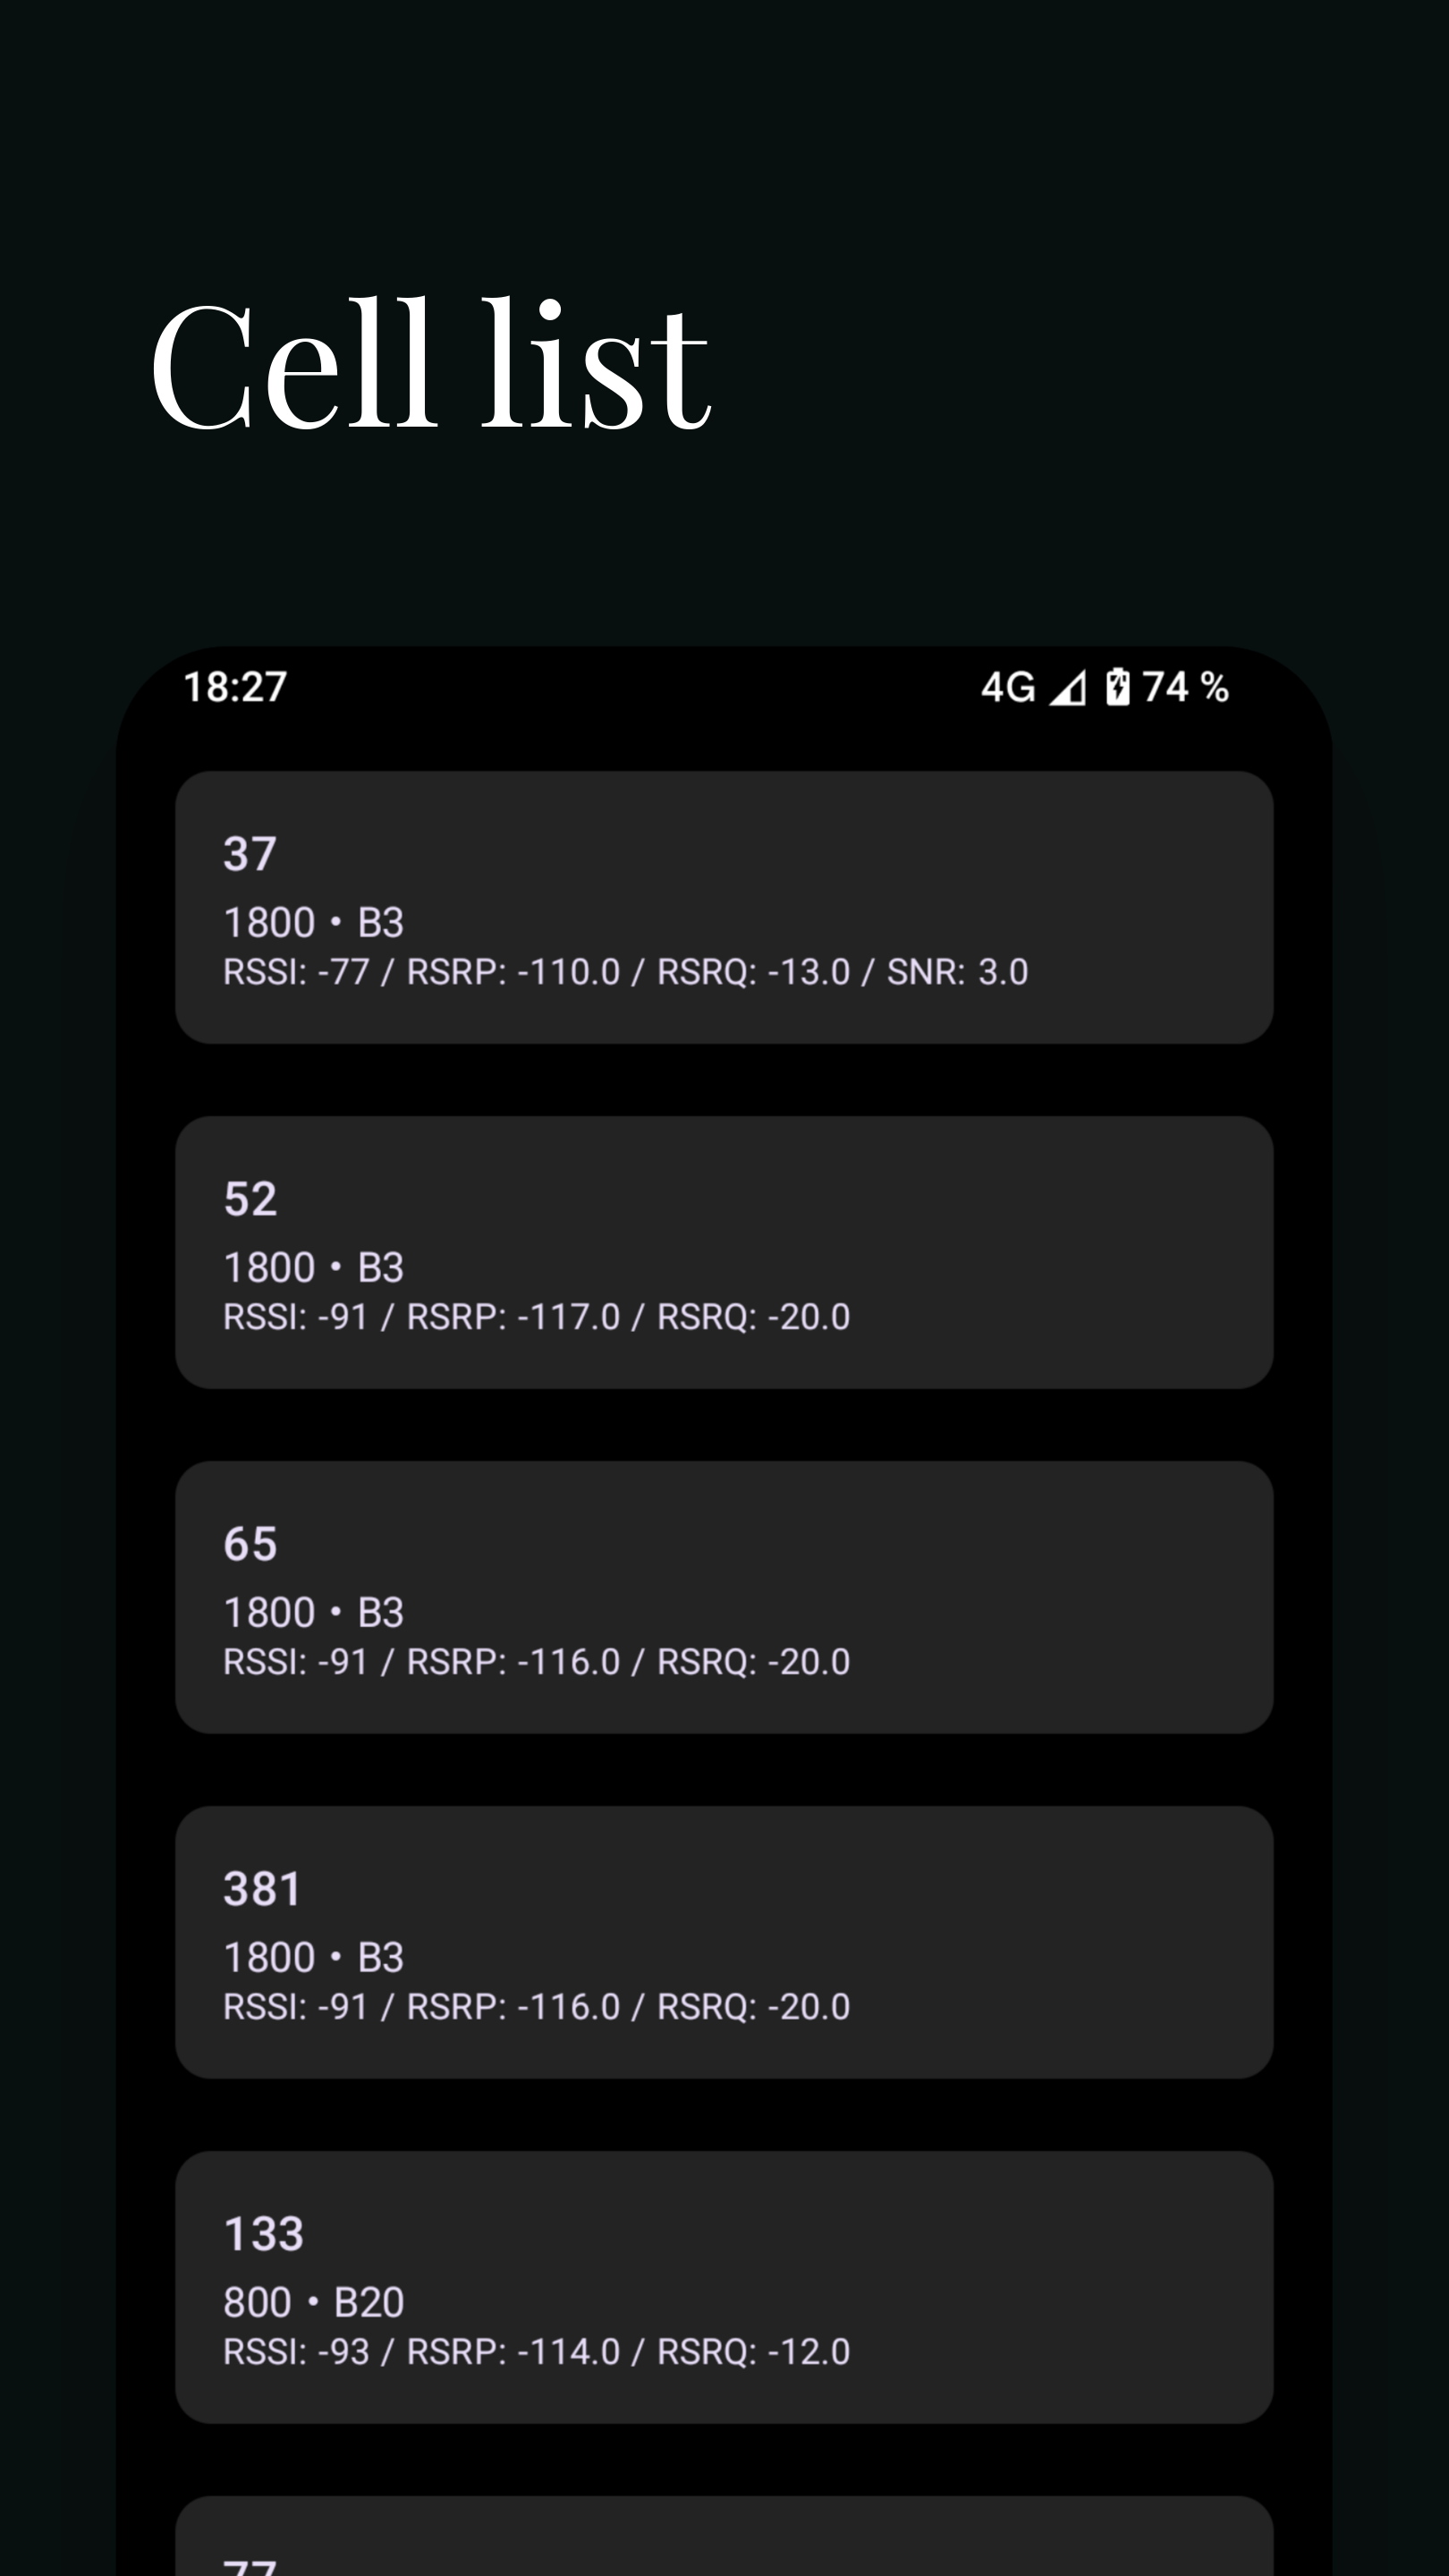 Cell list
18:27 4G 74 %
37
1800 • B3
RSSI: -77 / RSRP: -110.0 / RSRQ: -13.0 / SNR: 3.0
52
1800 • B3
RSSI: -91 / RSRP: -117.0 / RSRQ: -20.0
65
1800 • B3
RSSI: -91 / RSRP: -116.0 / RSRQ: -20.0
381
1800 • B3
RSSI: -91 / RSRP: -116.0 / RSRQ: -20.0
133
800 • B20
RSSI: -93 / RSRP: -114.0 / RSRQ: -12.0
77